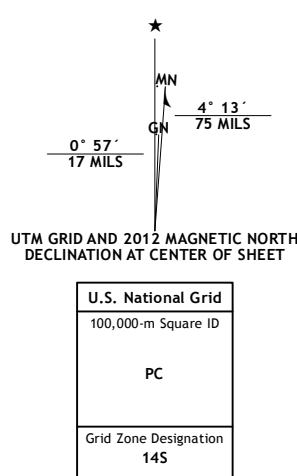 ★
MN
4° 13´
75 MILS
GN
0° 57´
17 MILS
UTM GRID AND 2012 MAGNETIC NORTH
DECLINATION AT CENTER OF SHEET
U.S. National Grid
100,000-m Square ID
PC
Grid Zone Designation
14S